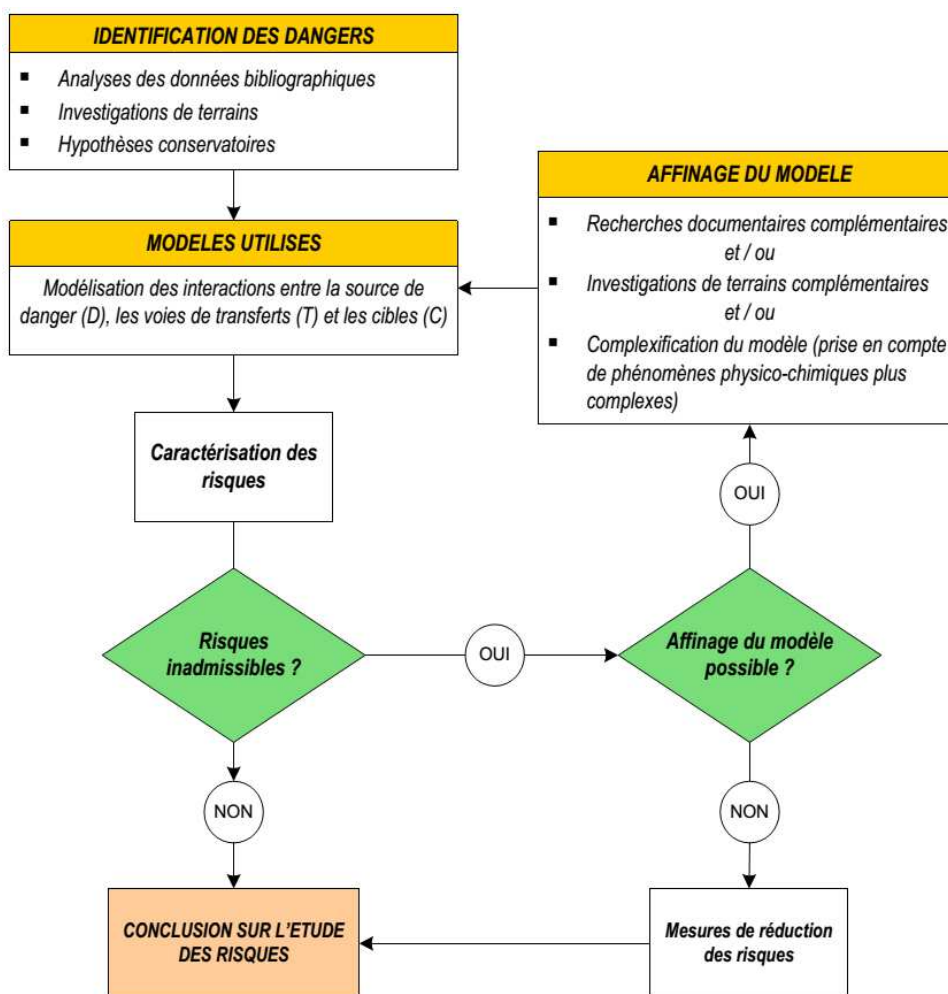 IDENTIFICATION DES DANGERS
▪ Analyses des données bibliographiques
▪ Investigations de terrains
▪ Hypothèses conservatoires
MODELES UTILISES
Modélisation des interactions entre la source de
danger (D), les voies de transferts (T) et les cibles (C)
AFFINAGE DU MODELE
▪ Recherches documentaires complémentaires
et / ou
▪ Investigations de terrains complémentaires
et / ou
▪ Complexification du modèle (prise en compte
de phénomènes physico-chimiques plus
complexes)
Caractérisation des
risques
OUI
Risques
inadmissibles ?
OUI
Affinage du modèle
possible ?
NON
NON
CONCLUSION SUR L'ETUDE
DES RISQUES
Mesures de réduction
des risques